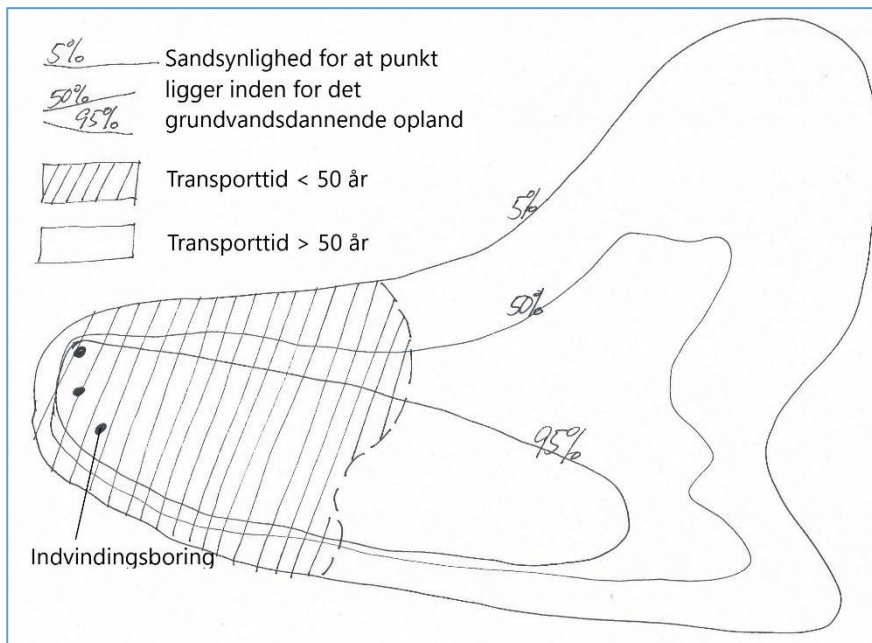 5%
Sandsynlighed for at punkt
50%
ligger inden for det
95%
grundvandsdannende opland
Transporttid < 50 år
Transporttid > 50 år
5%
50%
95%
Indvindingsboring